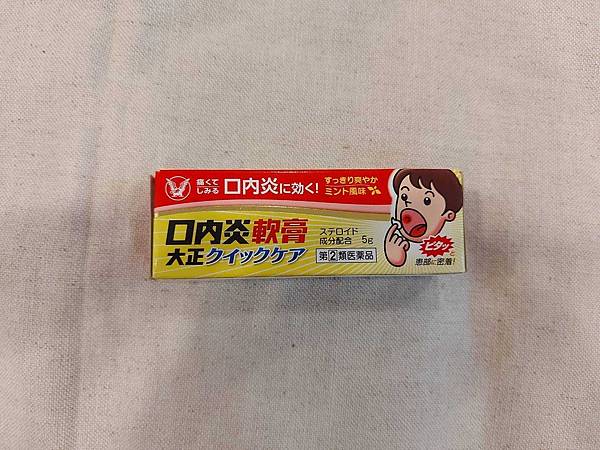 痛くて
しみる
口内炎に効く!
すっきり爽やか
ミント風味
口内炎軟膏
大正クイックケア
ステロイド
成分配合 5g
第②類医薬品
ピタッと
患部に密着!